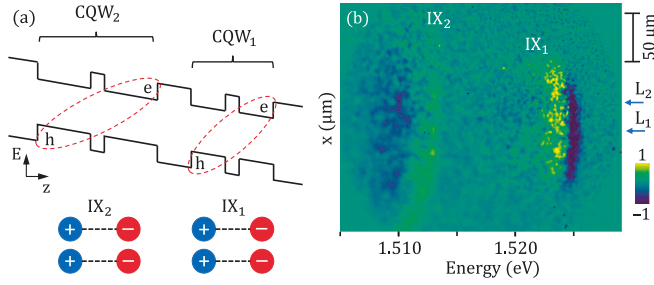 (a)
CQW₂
CQW₁
e
e
h
h
E
z
IX₂
IX₁
+ − + −
+ − + −
(b)
IX₂
IX₁
50 μm
L₂
L₁
x (μm)
1
−1
1.510
1.520
Energy (eV)